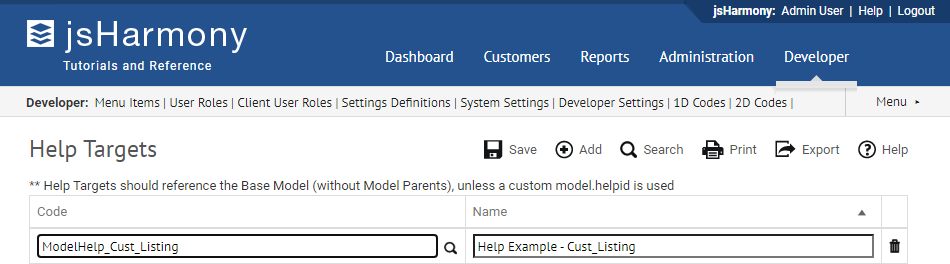 jsHarmony: Admin User | Help | Logout
jsHarmony
Tutorials and Reference
Dashboard Customers Reports Administration Developer
Developer: Menu Items | User Roles | Client User Roles | Settings Definitions | System Settings | Developer Settings | 1D Codes | 2D Codes | Menu ▸
Help Targets Save Add Search Print Export Help
** Help Targets should reference the Base Model (without Model Parents), unless a custom model.helpid is used
Code Name ▲
ModelHelp_Cust_Listing Help Example - Cust_Listing